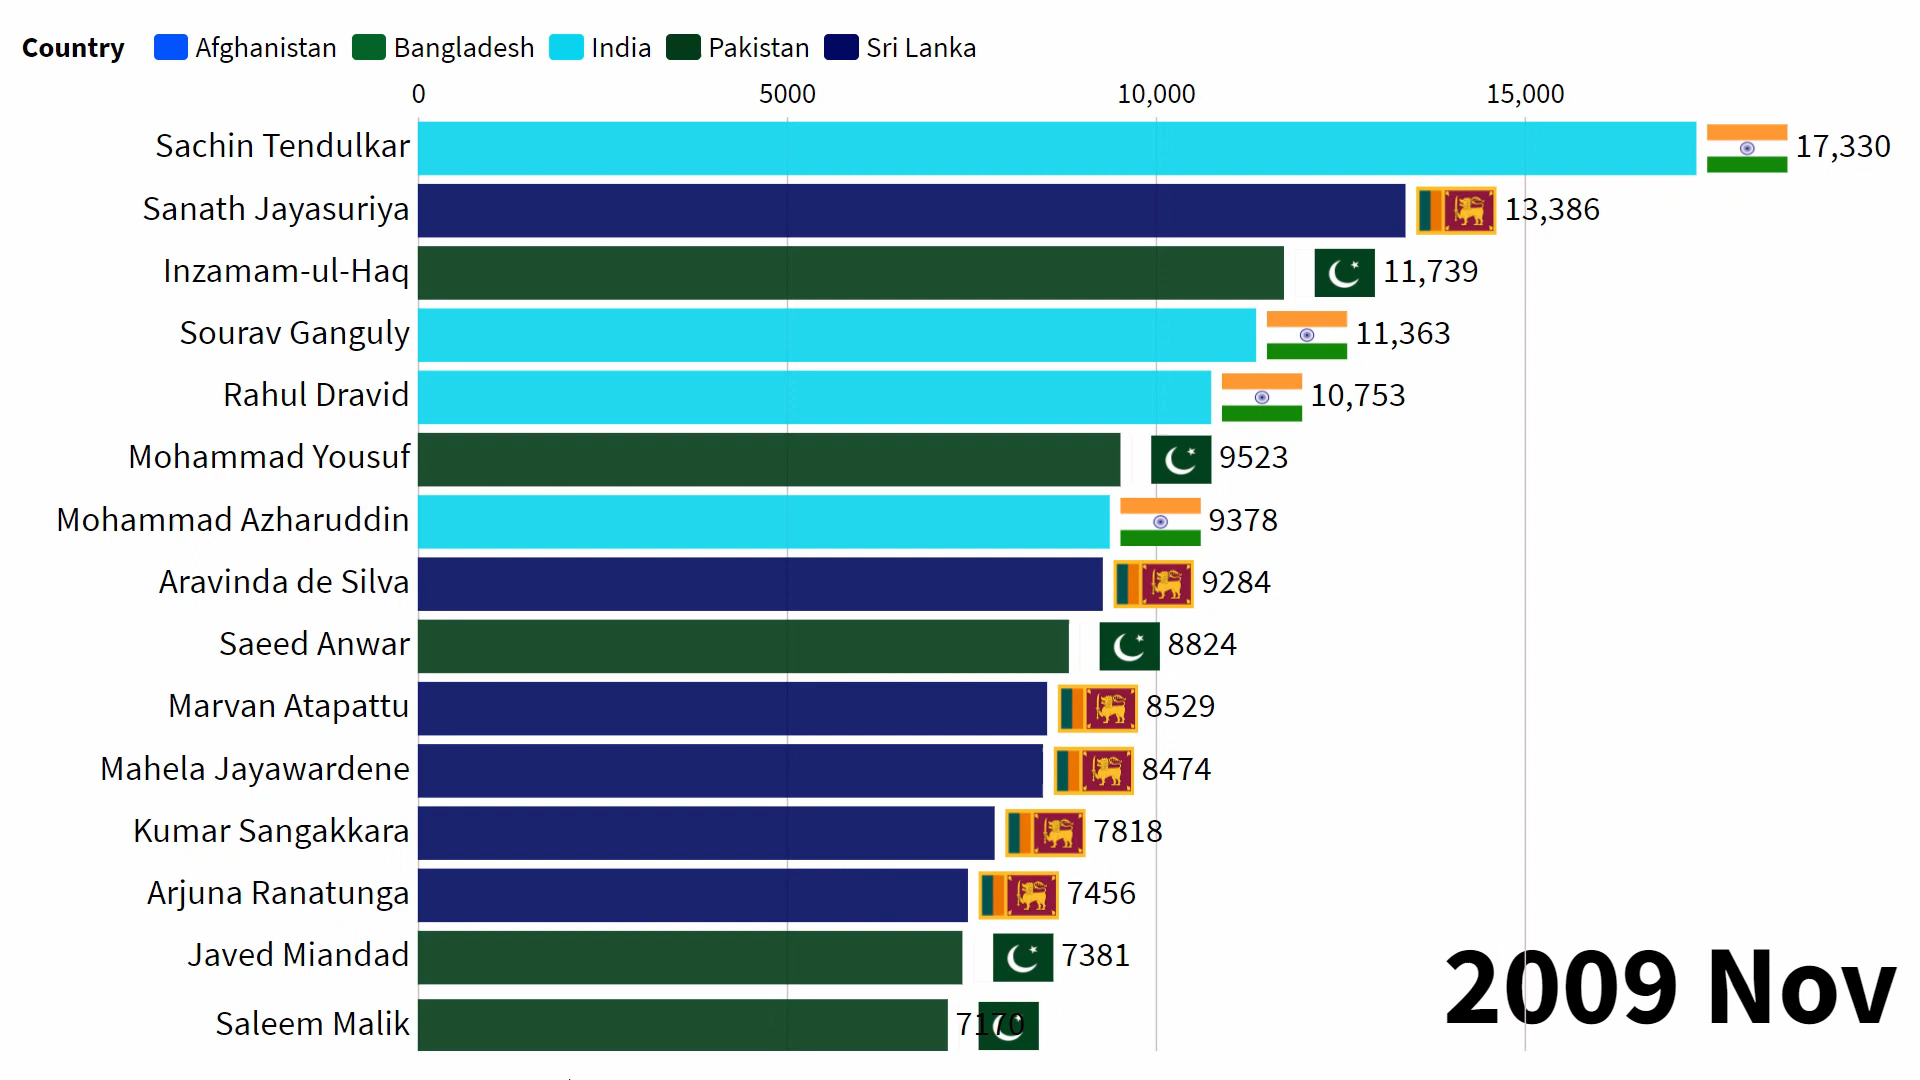 Country Afghanistan Bangladesh India Pakistan Sri Lanka
0 5000 10,000 15,000
Sachin Tendulkar 17,330
Sanath Jayasuriya 13,386
Inzamam-ul-Haq 11,739
Sourav Ganguly 11,363
Rahul Dravid 10,753
Mohammad Yousuf 9523
Mohammad Azharuddin 9378
Aravinda de Silva 9284
Saeed Anwar 8824
Marvan Atapattu 8529
Mahela Jayawardene 8474
Kumar Sangakkara 7818
Arjuna Ranatunga 7456
Javed Miandad 7381
Saleem Malik 7170
2009 Nov